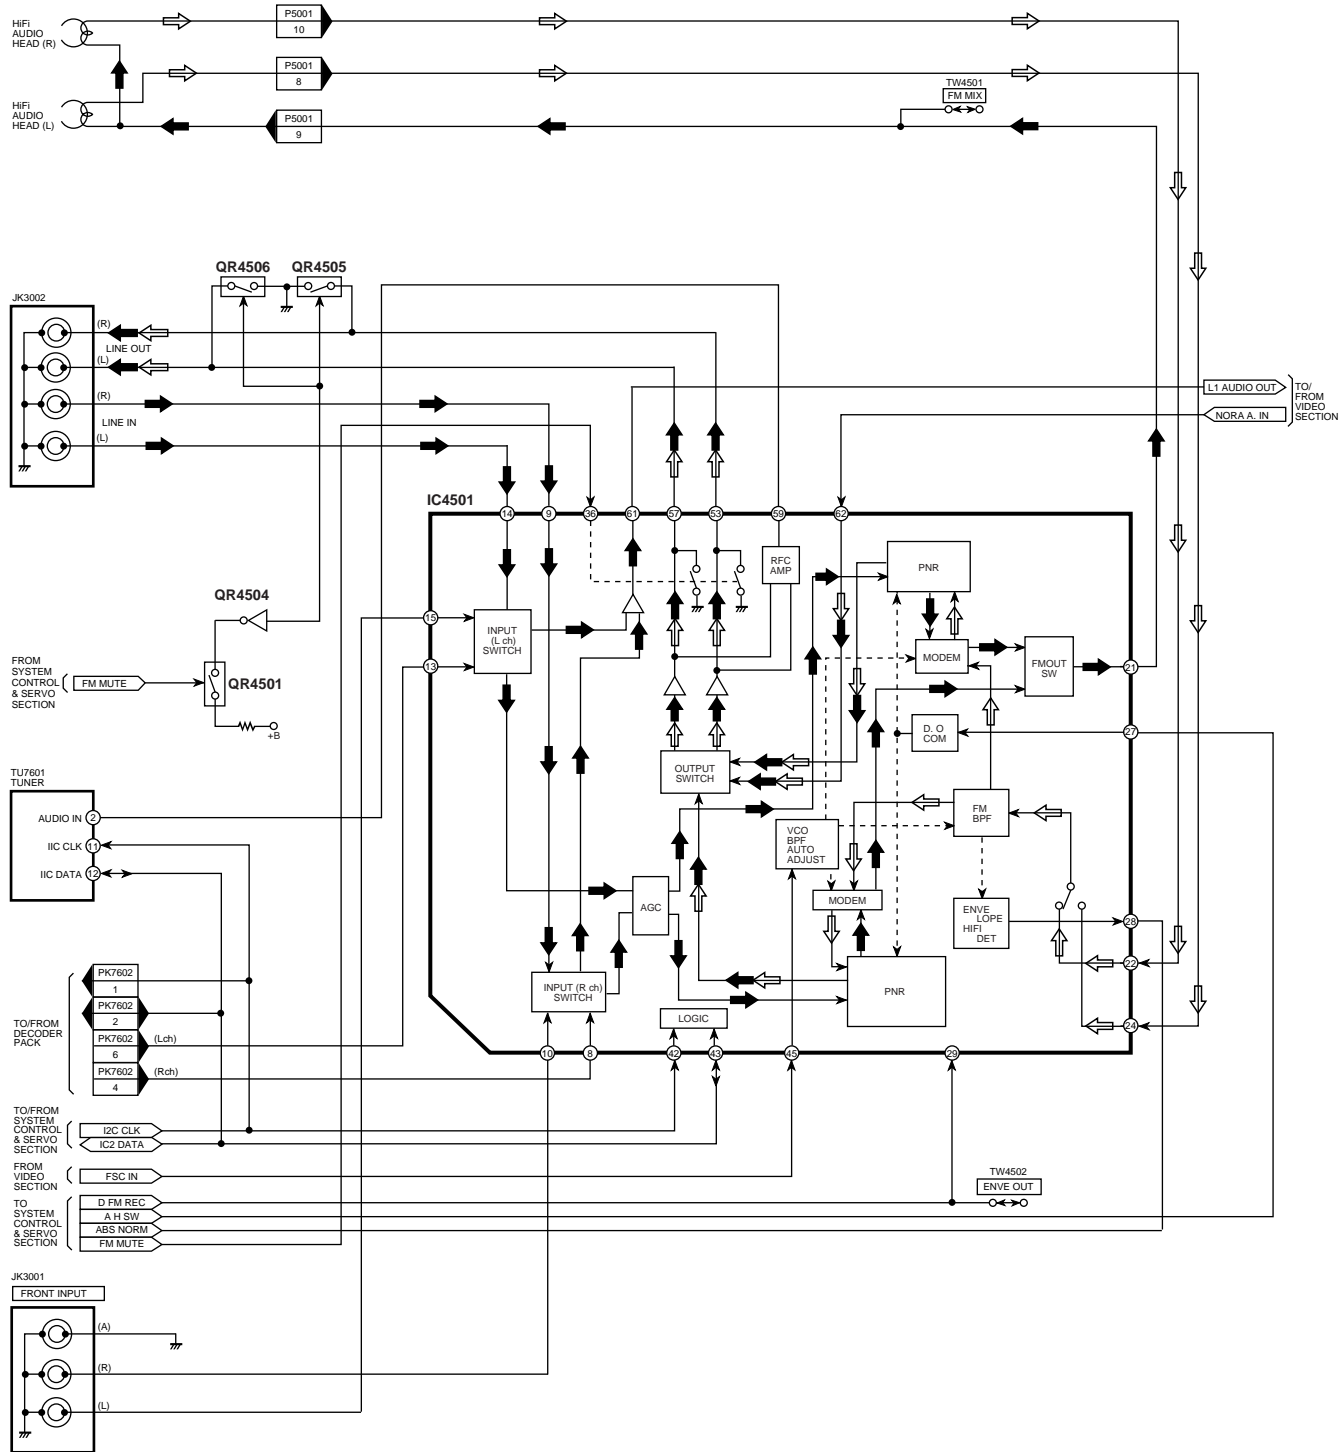 HiFi
AUDIO
HEAD (R)
P5001
10
P5001
8
TW4501
FM MIX
HiFi
AUDIO
HEAD (L)
P5001
9
QR4506
QR4505
JK3002
(R)
LINE OUT
(L)
(R)
LINE IN
(L)
L1 AUDIO OUT
NORA A. IN
TO/
FROM
VIDEO
SECTION
IC4501
14
9
36
61
57
53
59
62
RFC
AMP
PNR
QR4504
15
INPUT
(L ch)
SWITCH
13
MODEM
FMOUT
SW
21
FROM
SYSTEM
CONTROL
& SERVO
SECTION
FM MUTE
QR4501
+B
D. O
COM
27
OUTPUT
SWITCH
TU7601
TUNER
AUDIO IN
2
IIC CLK
11
IIC DATA
12
FM
BPF
VCO
BPF
AUTO
ADJUST
AGC
MODEM
ENVE
LOPE
HIFI
DET
28
22
24
PK7602
1
PK7602
2
PK7602
6
PK7602
4
TO/FROM
DECODER
PACK
(Lch)
(Rch)
INPUT (R ch)
SWITCH
PNR
LOGIC
10
8
42
43
45
29
TO/FROM
SYSTEM
CONTROL
& SERVO
SECTION
I2C CLK
IC2 DATA
FROM
VIDEO
SECTION
FSC IN
TW4502
ENVE OUT
TO
SYSTEM
CONTROL
& SERVO
SECTION
D FM REC
A H SW
ABS NORM
FM MUTE
JK3001
FRONT INPUT
(A)
(R)
(L)